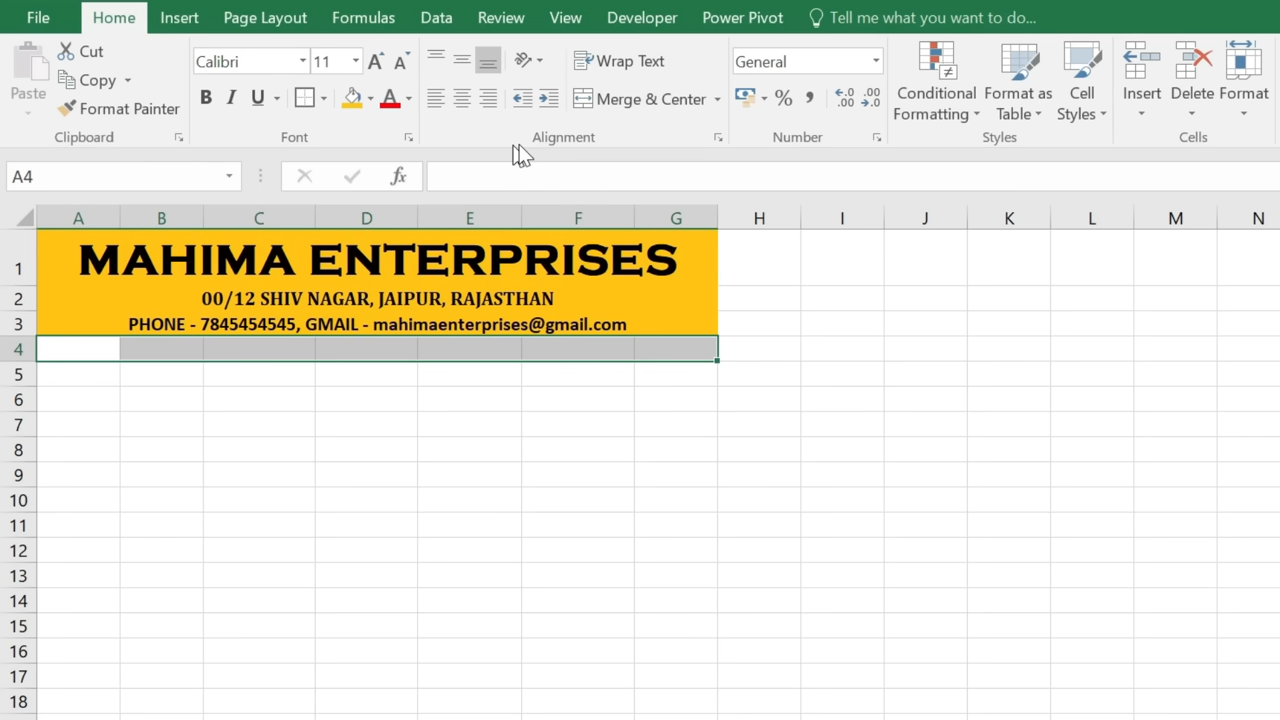 File Home Insert Page Layout Formulas Data Review View Developer Power Pivot Tell me what you want to do...
Paste Cut Copy Format Painter Clipboard
Calibri 11 B I U A Font
Wrap Text Merge & Center Alignment
General % Number
Conditional Formatting Format as Table Cell Styles Styles
Insert Delete Format Cells
A4 fx
A B C D E F G H I J K L M N
1 MAHIMA ENTERPRISES
2 00/12 SHIV NAGAR, JAIPUR, RAJASTHAN
3 PHONE - 7845454545, GMAIL - mahimaenterprises@gmail.com
4
5
6
7
8
9
10
11
12
13
14
15
16
17
18